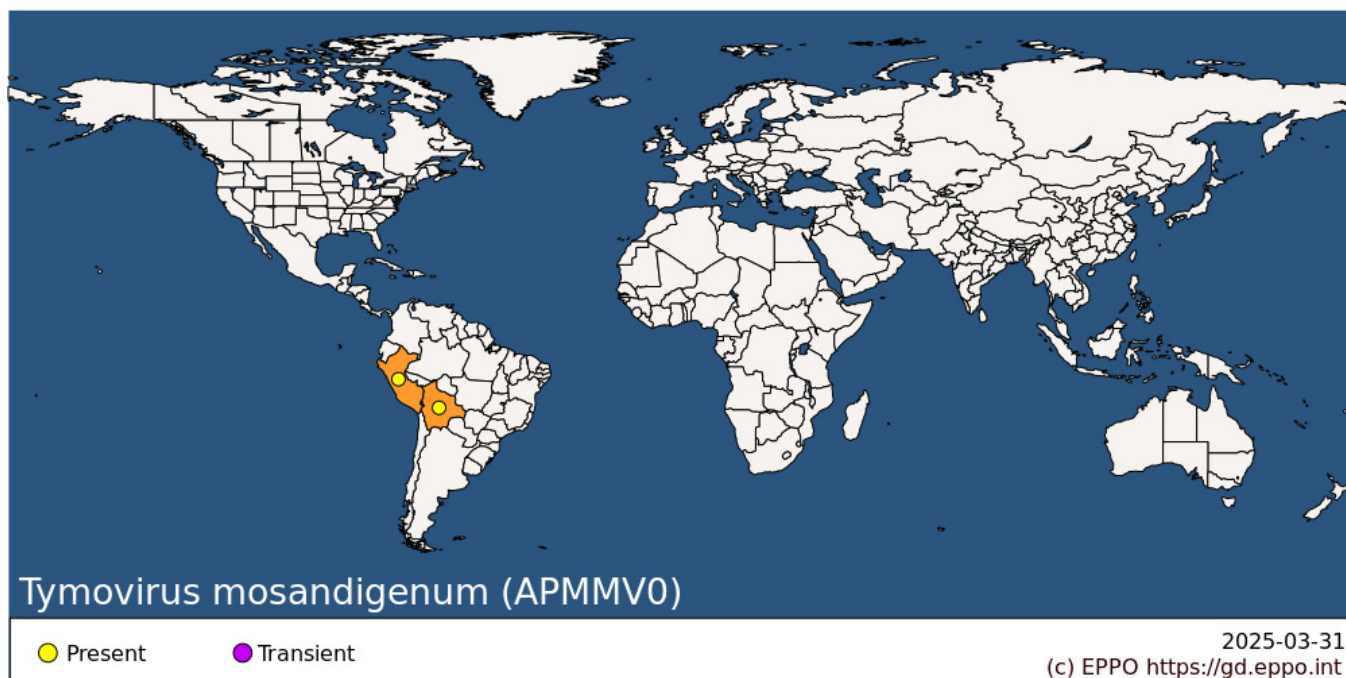 Tymovirus mosandigenum (APMMV0)
Present
Transient
2025-03-31
(c) EPPO https://gd.eppo.int